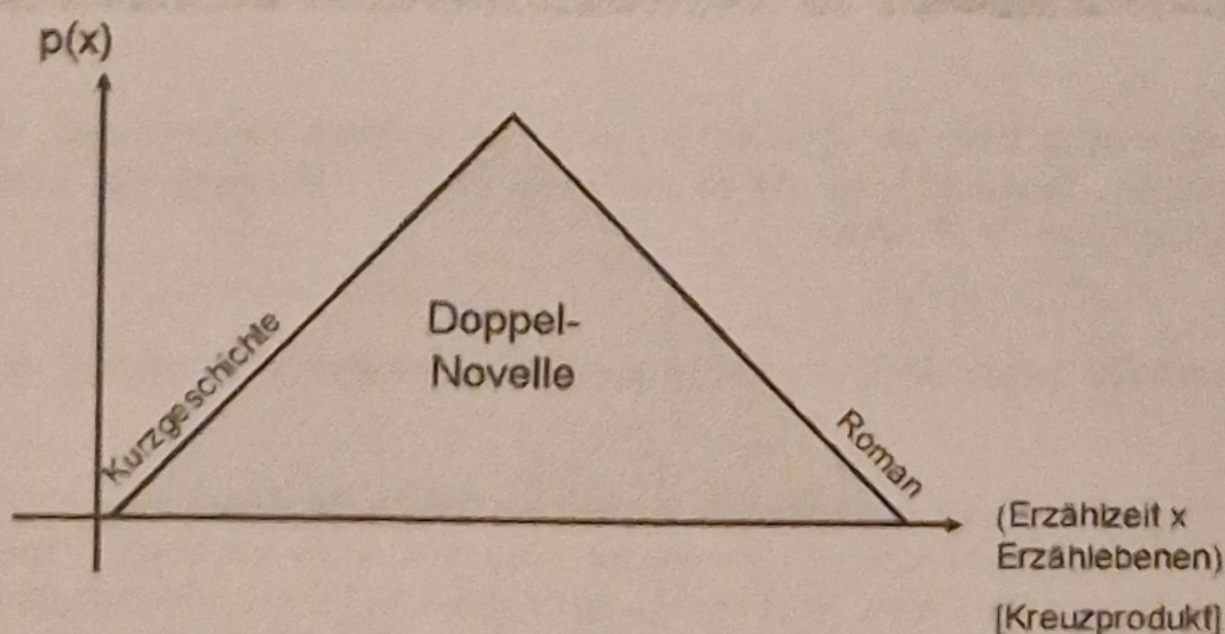 p(x)
Kurzgeschichte
Doppel-
Novelle
Roman
(Erzählzeit x
Erzählebenen)
[Kreuzprodukt]